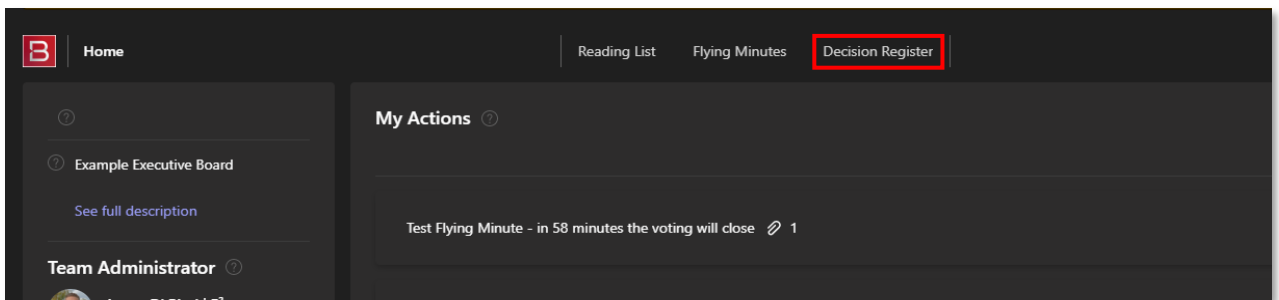 B
Home
Reading List
Flying Minutes
Decision Register
My Actions
Example Executive Board
See full description
Test Flying Minute - in 58 minutes the voting will close 1
Team Administrator